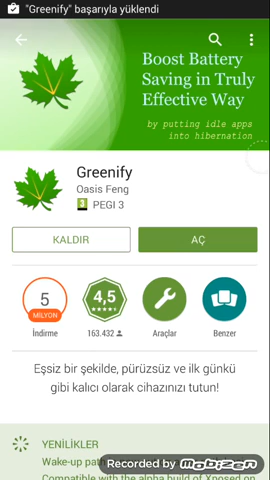 "Greenify" başarıyla yüklendi
Boost Battery
Saving in Truly
Effective Way
by putting idle apps
into hibernation
Greenify
Oasis Feng
3 PEGI 3
KALDIR
AÇ
5
MİLYON
4,5
İndirme
163.432
Araçlar
Benzer
Eşsiz bir şekilde, pürüzsüz ve ilk günkü
gibi kalıcı olarak cihazınızı tutun!
YENİLİKLER
Wake-up
Recorded by Mobizen
Compatible with the alpha build of Xposed on